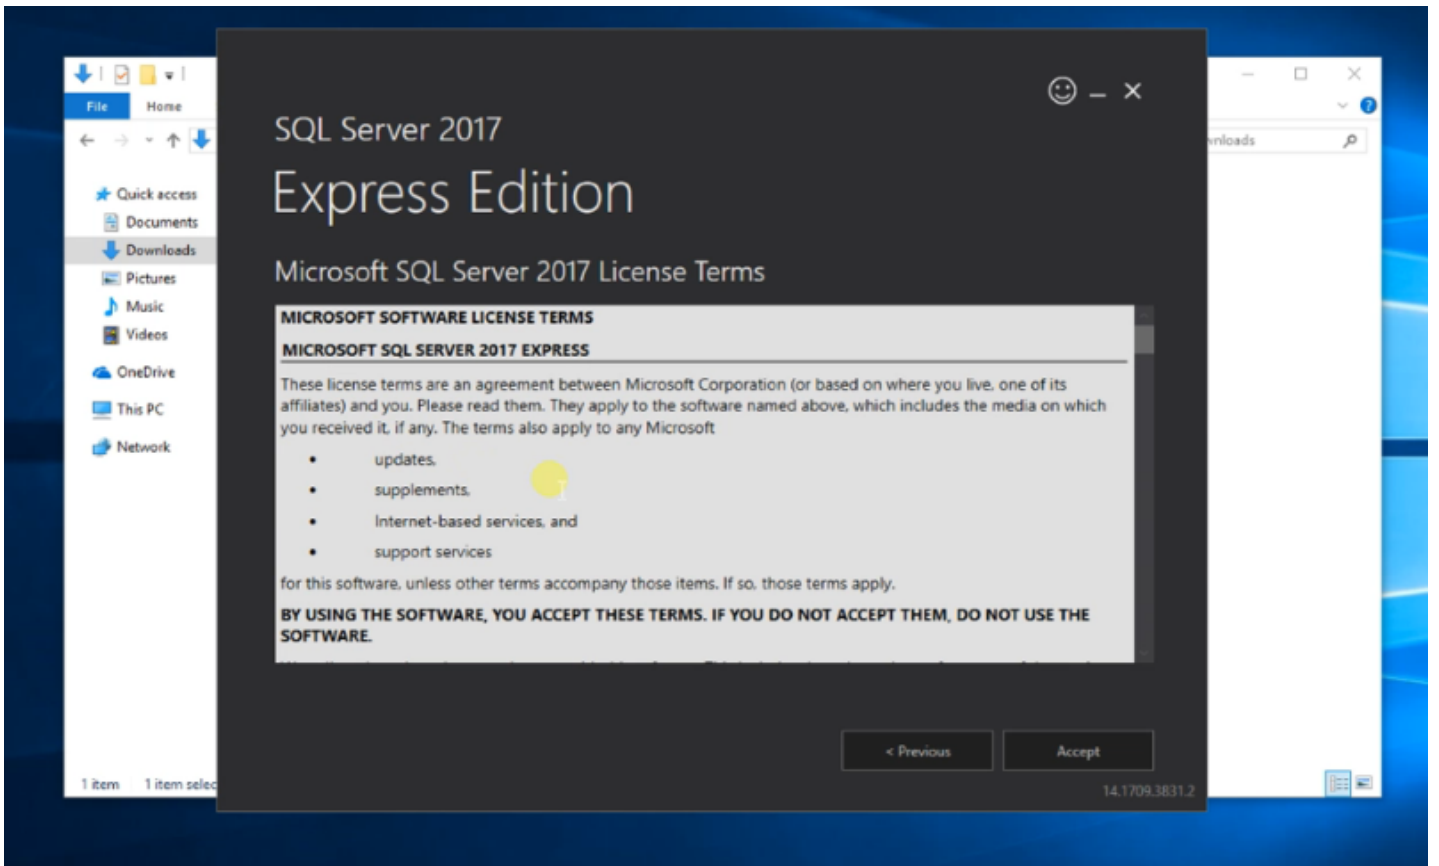 File
Home
wnloads
Quick access
Documents
Downloads
Pictures
Music
Videos
OneDrive
This PC
Network
1 item
1 item selec
SQL Server 2017
Express Edition
Microsoft SQL Server 2017 License Terms
MICROSOFT SOFTWARE LICENSE TERMS
MICROSOFT SQL SERVER 2017 EXPRESS
These license terms are an agreement between Microsoft Corporation (or based on where you live, one of its
affiliates) and you. Please read them. They apply to the software named above, which includes the media on which
you received it, if any. The terms also apply to any Microsoft
• updates,
• supplements,
• Internet-based services, and
• support services
for this software, unless other terms accompany those items. If so, those terms apply.
BY USING THE SOFTWARE, YOU ACCEPT THESE TERMS. IF YOU DO NOT ACCEPT THEM, DO NOT USE THE
SOFTWARE.
< Previous
Accept
14.1709.3831.2